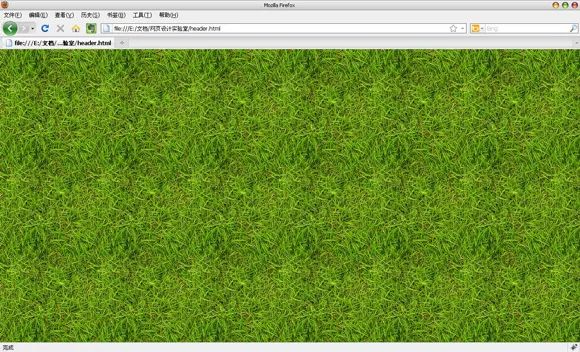 Mozilla Firefox
文件(F) 编辑(E) 查看(V) 历史(S) 书签(B) 工具(T) 帮助(H)
file:///E:/文档/网页设计实验室/header.html
Bing
file:///E:/文档/...验室/header.html
完成